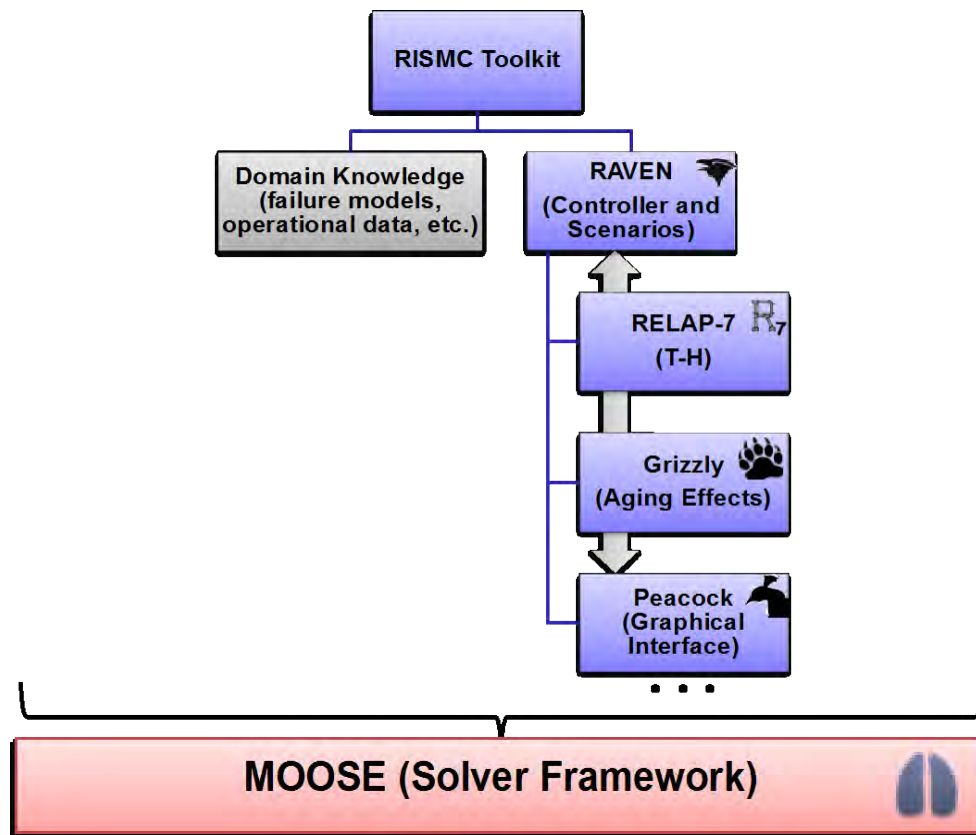 RISMC Toolkit
Domain Knowledge
(failure models,
operational data, etc.)
RAVEN
(Controller and
Scenarios)
RELAP-7
(T-H)
R7
Grizzly
(Aging Effects)
Peacock
(Graphical
Interface)
. . .
MOOSE (Solver Framework)